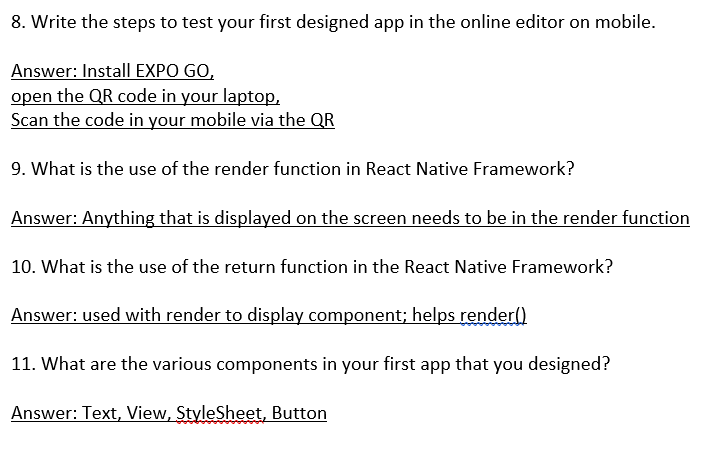 8. Write the steps to test your first designed app in the online editor on mobile.
Answer: Install EXPO GO,
open the QR code in your laptop,
Scan the code in your mobile via the QR
9. What is the use of the render function in React Native Framework?
Answer: Anything that is displayed on the screen needs to be in the render function
10. What is the use of the return function in the React Native Framework?
Answer: used with render to display component; helps render()
11. What are the various components in your first app that you designed?
Answer: Text, View, StyleSheet, Button